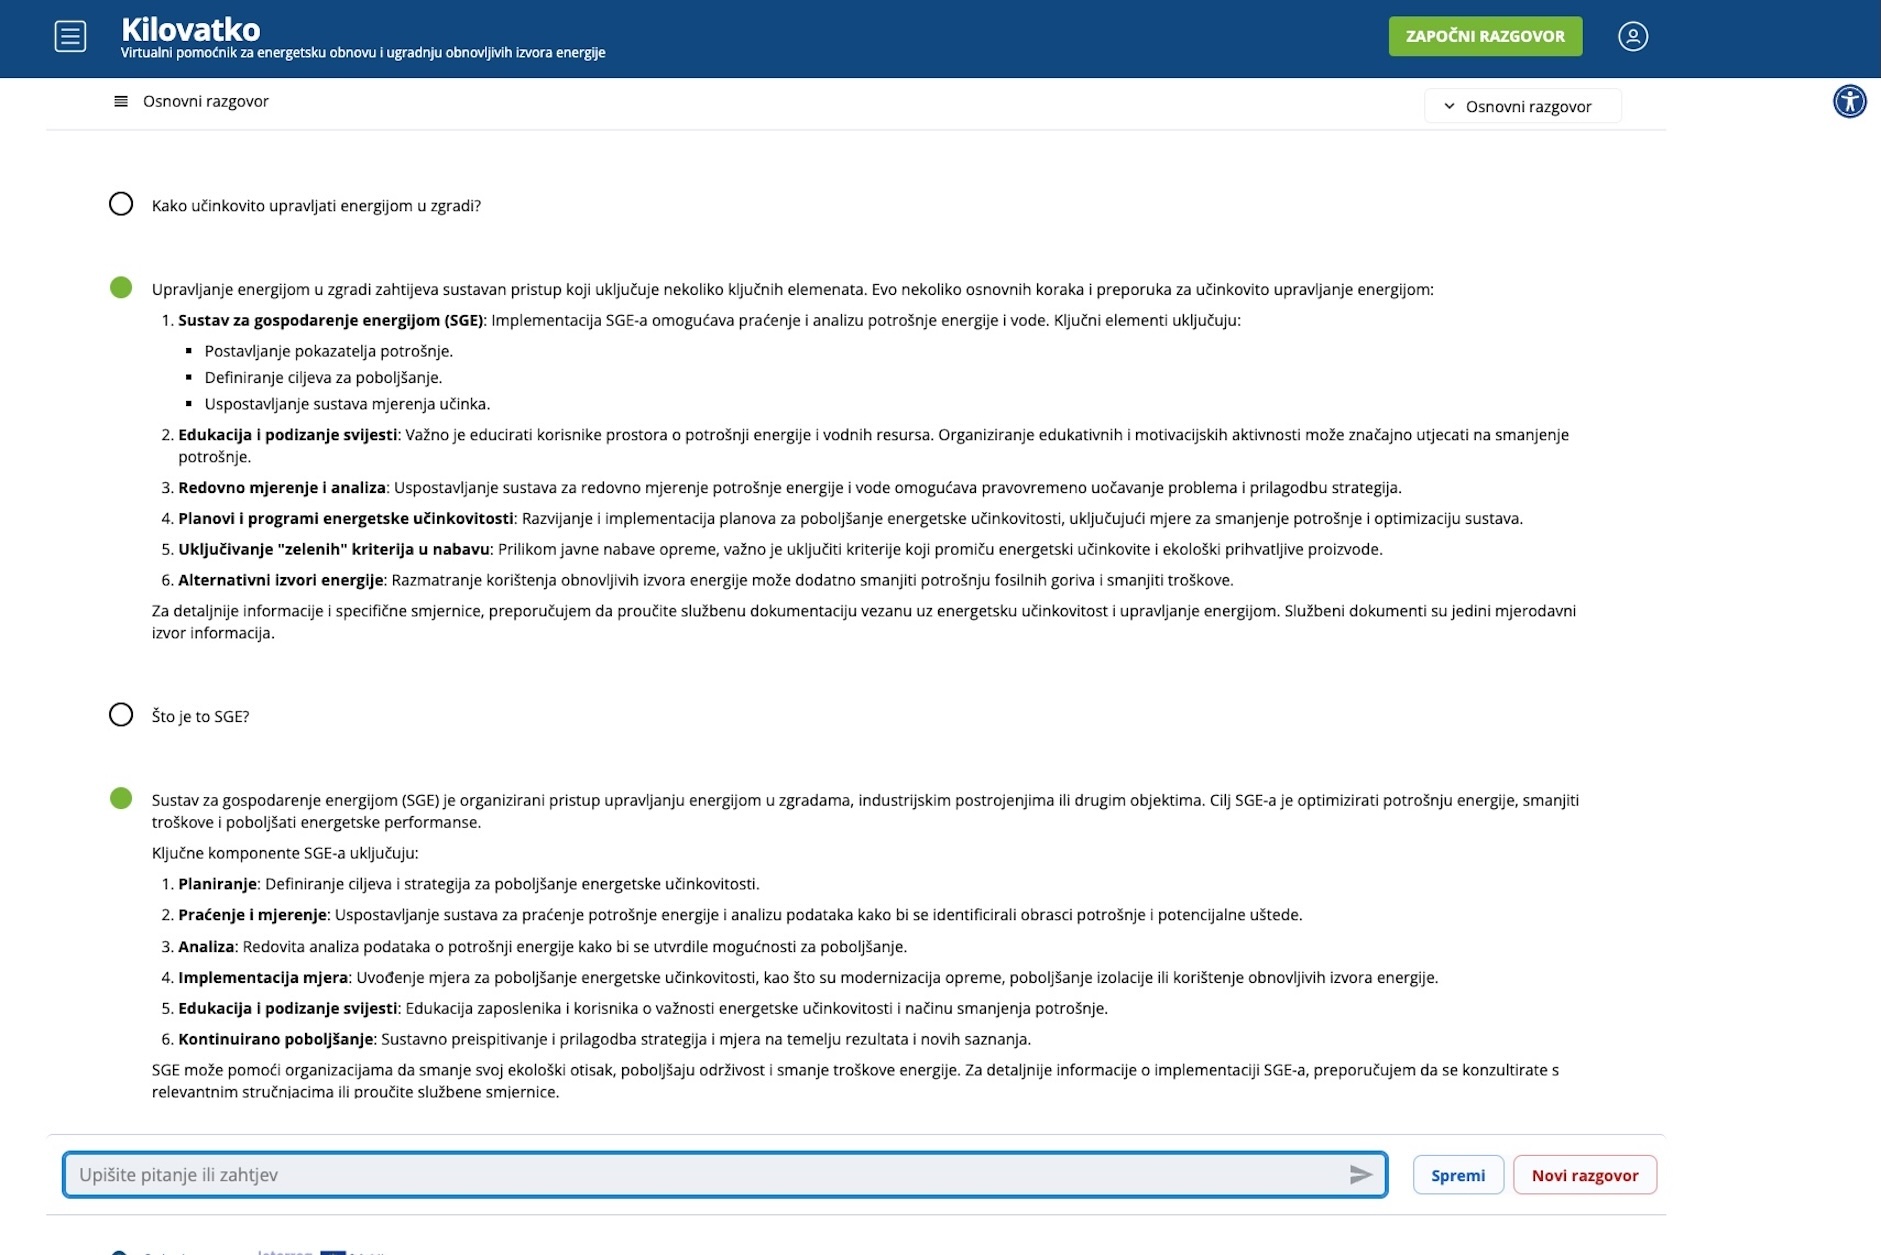 Kilovatko
Virtualni pomoćnik za energetsku obnovu i ugradnju obnovljivih izvora energije
ZAPOČNI RAZGOVOR
Osnovni razgovor
Osnovni razgovor
Kako učinkovito upravljati energijom u zgradi?
Upravljanje energijom u zgradi zahtijeva sustavan pristup koji uključuje nekoliko ključnih elemenata. Evo nekoliko osnovnih koraka i preporuka za učinkovito upravljanje energijom:
1. Sustav za gospodarenje energijom (SGE): Implementacija SGE-a omogućava praćenje i analizu potrošnje energije i vode. Ključni elementi uključuju:
▪ Postavljanje pokazatelja potrošnje.
▪ Definiranje ciljeva za poboljšanje.
▪ Uspostavljanje sustava mjerenja učinka.
2. Edukacija i podizanje svijesti: Važno je educirati korisnike prostora o potrošnji energije i vodnih resursa. Organiziranje edukativnih i motivacijskih aktivnosti može značajno utjecati na smanjenje
potrošnje.
3. Redovno mjerenje i analiza: Uspostavljanje sustava za redovno mjerenje potrošnje energije i vode omogućava pravovremeno uočavanje problema i prilagodbu strategija.
4. Planovi i programi energetske učinkovitosti: Razvijanje i implementacija planova za poboljšanje energetske učinkovitosti, uključujući mjere za smanjenje potrošnje i optimizaciju sustava.
5. Uključivanje "zelenih" kriterija u nabavu: Prilikom javne nabave opreme, važno je uključiti kriterije koji promiču energetski učinkovite i ekološki prihvatljive proizvode.
6. Alternativni izvori energije: Razmatranje korištenja obnovljivih izvora energije može dodatno smanjiti potrošnju fosilnih goriva i smanjiti troškove.
Za detaljnije informacije i specifične smjernice, preporučujem da proučite službenu dokumentaciju vezanu uz energetsku učinkovitost i upravljanje energijom. Službeni dokumenti su jedini mjerodavni
izvor informacija.
Što je to SGE?
Sustav za gospodarenje energijom (SGE) je organizirani pristup upravljanju energijom u zgradama, industrijskim postrojenjima ili drugim objektima. Cilj SGE-a je optimizirati potrošnju energije, smanjiti
troškove i poboljšati energetske performanse.
Ključne komponente SGE-a uključuju:
1. Planiranje: Definiranje ciljeva i strategija za poboljšanje energetske učinkovitosti.
2. Praćenje i mjerenje: Uspostavljanje sustava za praćenje potrošnje energije i analizu podataka kako bi se identificirali obrasci potrošnje i potencijalne uštede.
3. Analiza: Redovita analiza podataka o potrošnji energije kako bi se utvrdile mogućnosti za poboljšanje.
4. Implementacija mjera: Uvođenje mjera za poboljšanje energetske učinkovitosti, kao što su modernizacija opreme, poboljšanje izolacije ili korištenje obnovljivih izvora energije.
5. Edukacija i podizanje svijesti: Edukacija zaposlenika i korisnika o važnosti energetske učinkovitosti i načinu smanjenja potrošnje.
6. Kontinuirano poboljšanje: Sustavno preispitivanje i prilagodba strategija i mjera na temelju rezultata i novih saznanja.
SGE može pomoći organizacijama da smanje svoj ekološki otisak, poboljšaju održivost i smanje troškove energije. Za detaljnije informacije o implementaciji SGE-a, preporučujem da se konzultirate s
relevantnim stručnjacima ili proučite službene smjernice.
Upišite pitanje ili zahtjev
Spremi
Novi razgovor